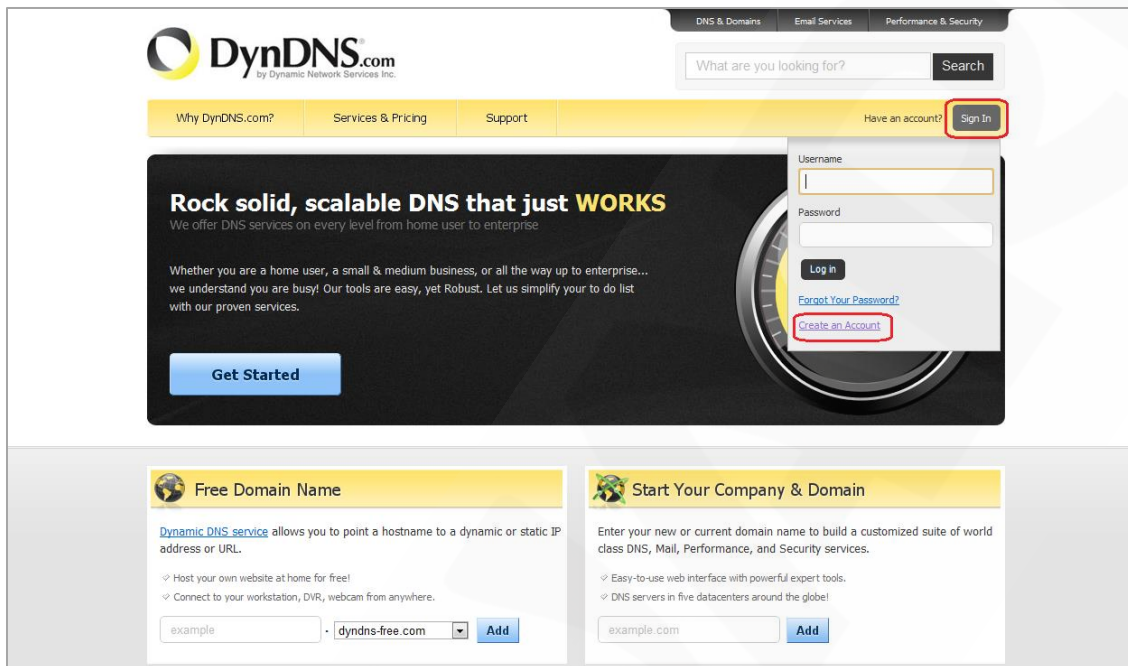 DNS & Domains Email Services Performance & Security
DynDNS.com
by Dynamic Network Services Inc.
What are you looking for? Search
Why DynDNS.com? Services & Pricing Support Have an account? Sign In
Username
Password
Log in
Forgot Your Password?
Create an Account
Rock solid, scalable DNS that just WORKS
We offer DNS services on every level from home user to enterprise
Whether you are a home user, a small & medium business, or all the way up to enterprise...
we understand you are busy! Our tools are easy, yet Robust. Let us simplify your to do list
with our proven services.
Get Started
Free Domain Name
Dynamic DNS service allows you to point a hostname to a dynamic or static IP
address or URL.
Host your own website at home for free!
Connect to your workstation, DVR, webcam from anywhere.
example . dyndns-free.com Add
Start Your Company & Domain
Enter your new or current domain name to build a customized suite of world
class DNS, Mail, Performance, and Security services.
Easy-to-use web interface with powerful expert tools.
DNS servers in five datacenters around the globe!
example.com Add